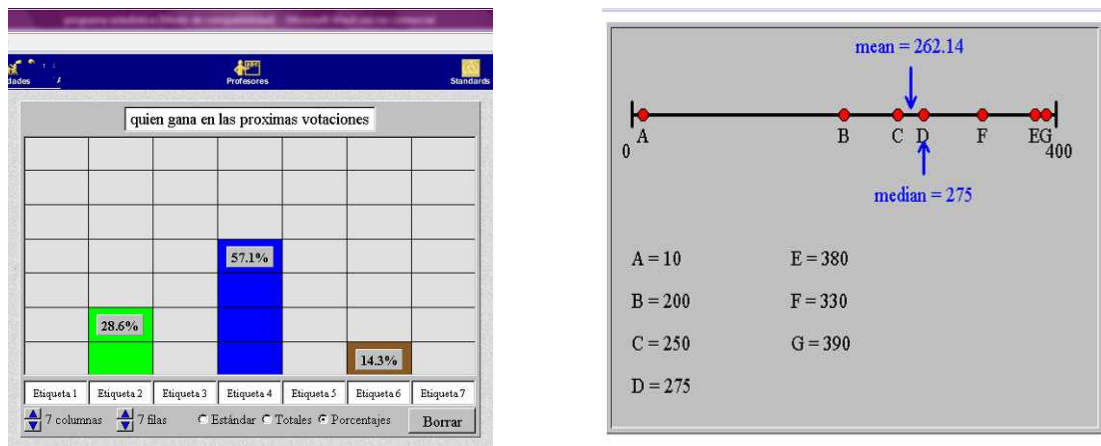 dades
Profesores
Standards
quien gana en las proximas votaciones
57.1%
28.6%
14.3%
Etiqueta 1 Etiqueta 2 Etiqueta 3 Etiqueta 4 Etiqueta 5 Etiqueta 6 Etiqueta 7
7 columnas 7 filas Estándar Totales Porcentajes Borrar
mean = 262.14
A B C D F EG
0 400
median = 275
A = 10 E = 380
B = 200 F = 330
C = 250 G = 390
D = 275